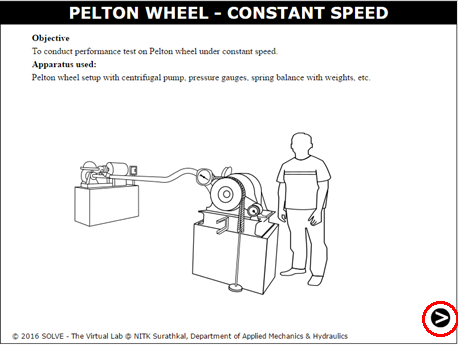 PELTON WHEEL – CONSTANT SPEED
Objective
To conduct performance test on Pelton wheel under constant speed.
Apparatus used:
Pelton wheel setup with centrifugal pump, pressure gauges, spring balance with weights, etc.
© 2016 SOLVE - The Virtual Lab @ NITK Surathkal, Department of Applied Mechanics & Hydraulics